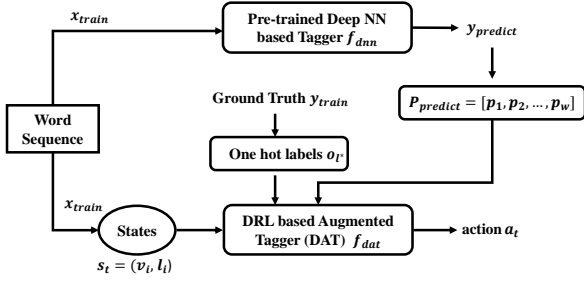 x_train
Pre-trained Deep NN
based Tagger f_dnn
y_predict
Ground Truth y_train
P_predict = [p_1, p_2, ..., p_w]
Word
Sequence
One hot labels o_l*
x_train
States
DRL based Augmented
Tagger (DAT) f_dat
action a_t
s_t = (v_i, l_i)